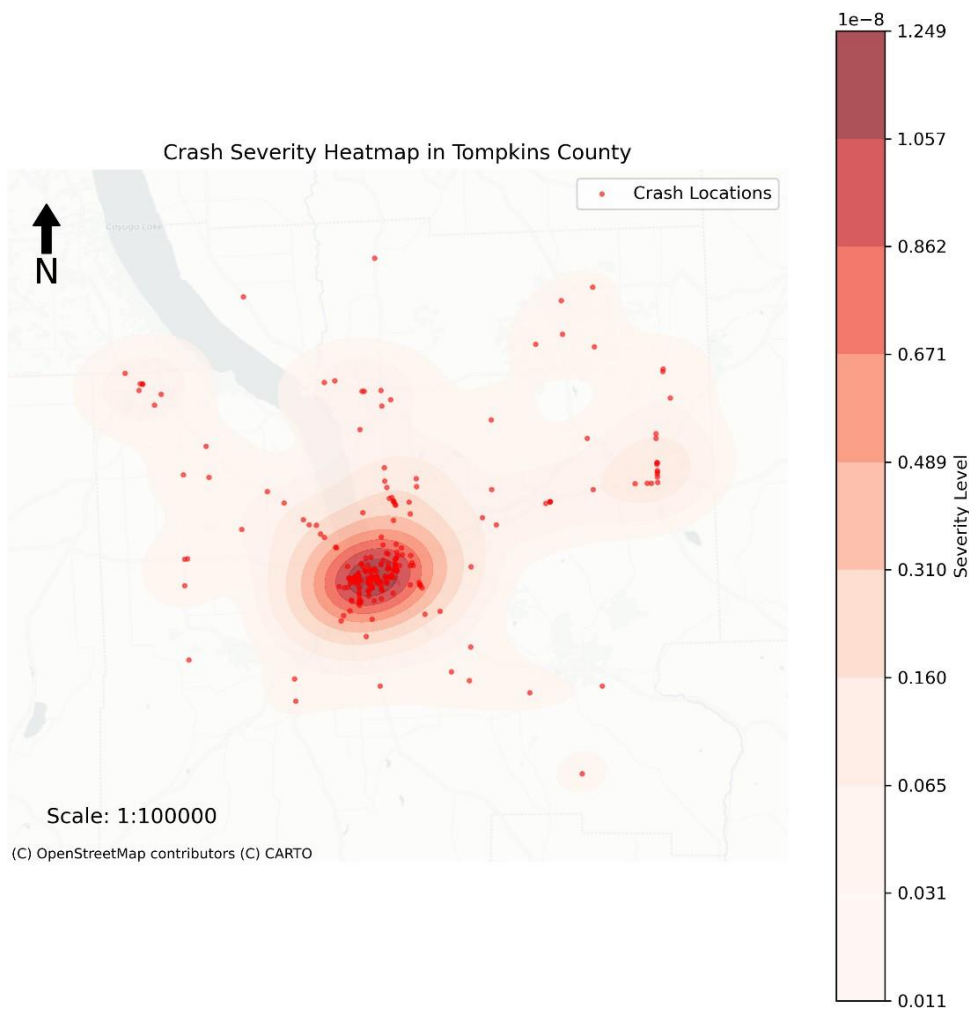 1e−8
1.249
Crash Severity Heatmap in Tompkins County
1.057
Crash Locations
Cayuga Lake
N
0.862
0.671
0.489
Severity Level
0.310
0.160
0.065
Scale: 1:100000
(C) OpenStreetMap contributors (C) CARTO
0.031
0.011